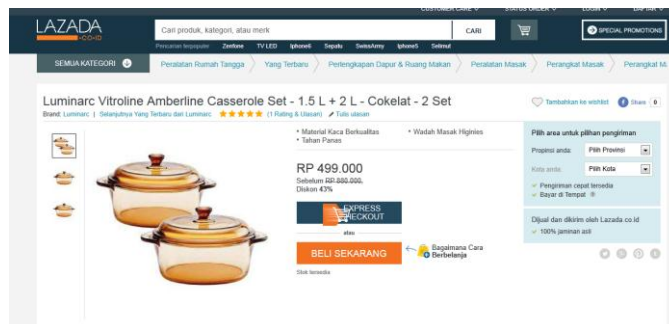 CUSTOMER CARE
STATUS ORDER
LOGIN
DAFTAR
LAZADA
.CO.ID
Cari produk, kategori, atau merk
CARI
SPECIAL PROMOTIONS
Pencarian terpopuler Zenfone TV LED Iphone6 Sepatu SwissArmy Iphone5 Selimut
SEMUA KATEGORI
Peralatan Rumah Tangga
Yang Terbaru
Perlengkapan Dapur & Ruang Makan
Peralatan Masak
Perangkat Masak
Perangkat M
Luminarc Vitroline Amberline Casserole Set - 1.5 L + 2 L - Cokelat - 2 Set
Tambahkan ke wishlist
Share 0
Brand: Luminarc | Selanjutnya Yang Terbaru dari Luminarc (1 Rating & Ulasan) Tulis ulasan
* Material Kaca Berkualitas
* Wadah Masak Higinies
* Tahan Panas
RP 499.000
Sebelum RP 880.000,
Diskon 43%
EXPRESS
CHECKOUT
atau
BELI SEKARANG
Bagaimana Cara
Berbelanja
Stok tersedia
Pilih area untuk pilihan pengiriman
Propinsi anda: Pilih Provinsi
Kota anda: Pilih Kota
Pengiriman cepat tersedia
Bayar di Tempat
Dijual dan dikirim oleh Lazada.co.id
100% jaminan asli